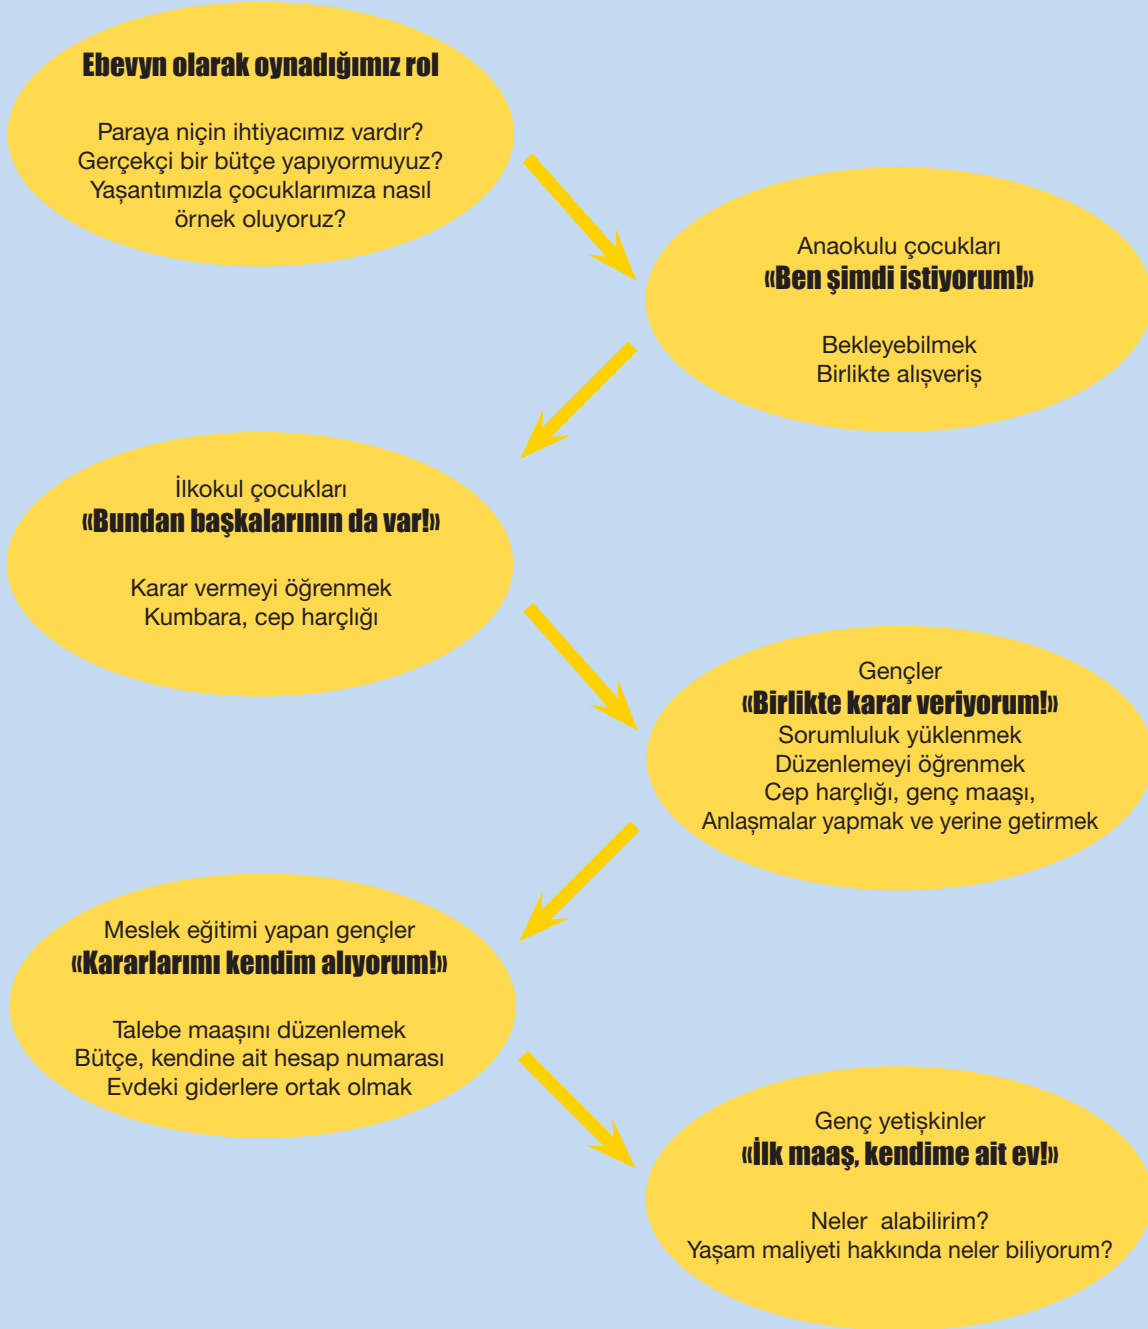 Ebevyn olarak oynadığımız rol
Paraya niçin ihtiyacımız vardır?
Gerçekçi bir bütçe yapıyormuyuz?
Yaşantımızla çocuklarımıza nasıl
örnek oluyoruz?
Anaokulu çocukları
«Ben şimdi istiyorum!»
Bekleyebilmek
Birlikte alışveriş
İlkokul çocukları
«Bundan başkalarının da var!»
Karar vermeyi öğrenmek
Kumbara, cep harçlığı
Gençler
«Birlikte karar veriyorum!»
Sorumluluk yüklenmek
Düzenlemeyi öğrenmek
Cep harçlığı, genç maaşı,
Anlaşmalar yapmak ve yerine getirmek
Meslek eğitimi yapan gençler
«Kararlarımı kendim alıyorum!»
Talebe maaşını düzenlemek
Bütçe, kendine ait hesap numarası
Evdeki giderlere ortak olmak
Genç yetişkinler
«İlk maaş, kendime ait ev!»
Neler  alabilirim?
Yaşam maliyeti hakkında neler biliyorum?